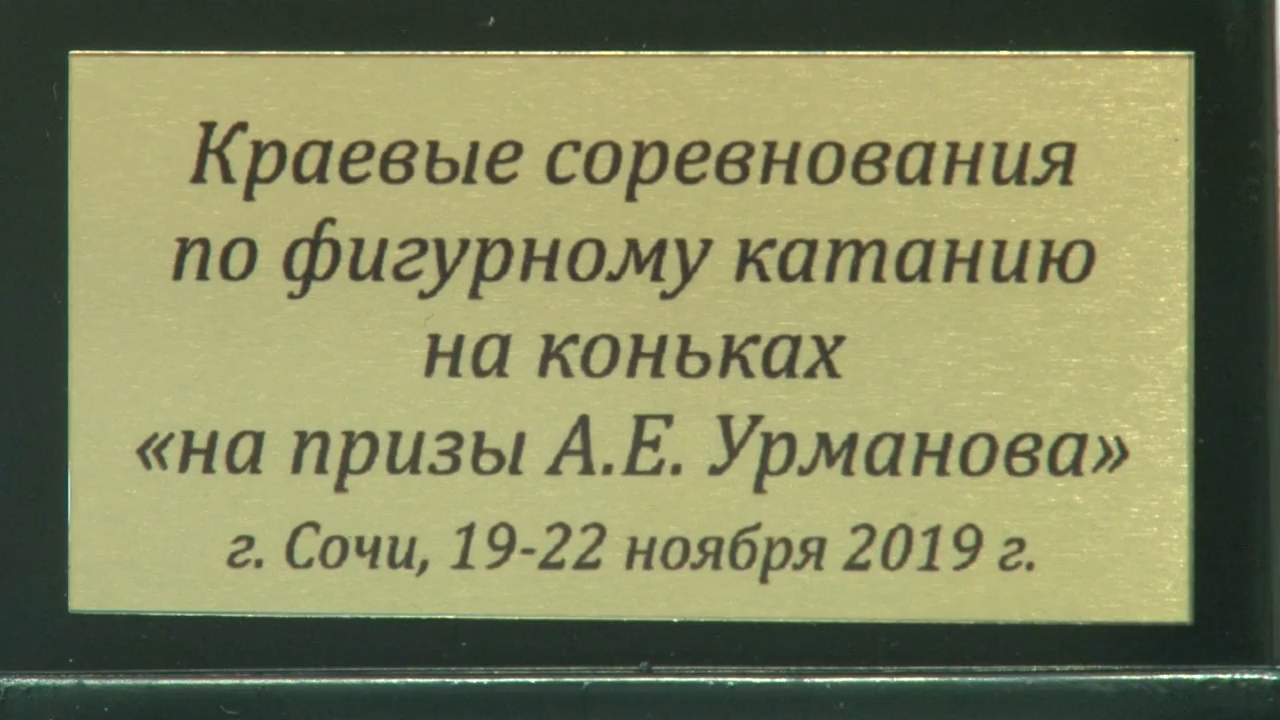 Краевые соревнования
по фигурному катанию
на коньках
«на призы А.Е. Урманова»
г. Сочи, 19-22 ноября 2019 г.